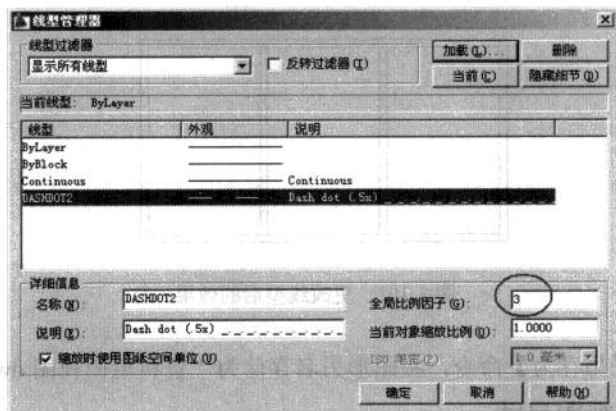 线型管理器
线型过滤器
显示所有线型
反转过滤器(I)
加载(L)...
删除
当前(C)
隐藏细节(D)
当前线型: ByLayer
线型 外观 说明
ByLayer
ByBlock
Continuous Continuous
DASHDOT2 Dash dot (.5x)
详细信息
名称(N): DASHDOT2
全局比例因子(G): 3
说明(E): Dash dot (.5x)
当前对象缩放比例(O): 1.0000
缩放时使用图纸空间单位(U)
ISO 笔宽(P) 1.0 毫米
确定 取消 帮助(H)